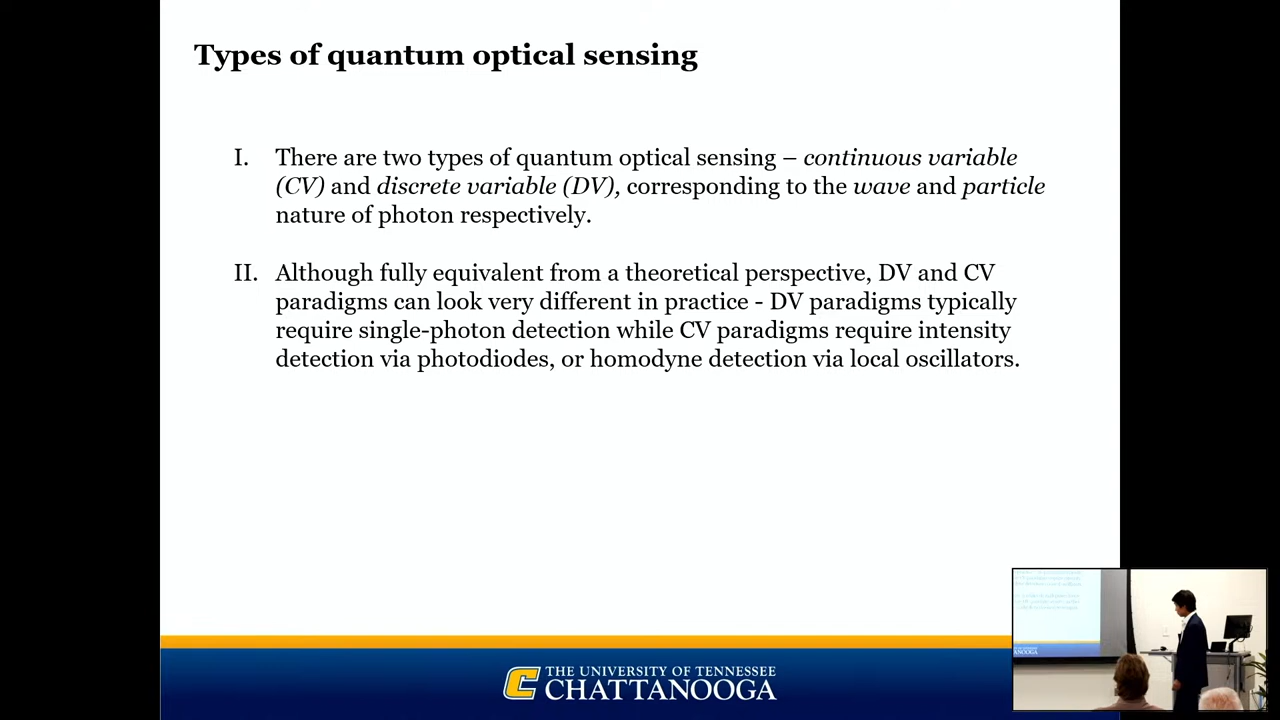 Types of quantum optical sensing
I. There are two types of quantum optical sensing – continuous variable
(CV) and discrete variable (DV), corresponding to the wave and particle
nature of photon respectively.
II. Although fully equivalent from a theoretical perspective, DV and CV
paradigms can look very different in practice - DV paradigms typically
require single-photon detection while CV paradigms require intensity
detection via photodiodes, or homodyne detection via local oscillators.
THE UNIVERSITY OF TENNESSEE
CHATTANOOGA